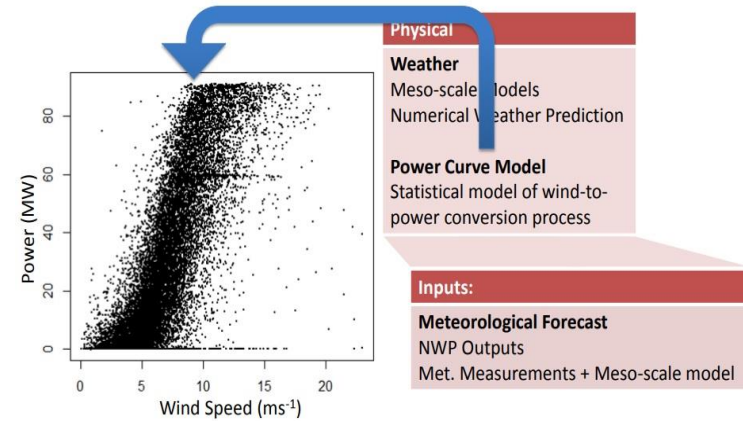 Physical
Weather
Meso-scale Models
Numerical Weather Prediction
Power Curve Model
Statistical model of wind-to-
power conversion process
Inputs:
Meteorological Forecast
NWP Outputs
Met. Measurements + Meso-scale model
Power (MW)
80
60
40
20
0
0 5 10 15 20
Wind Speed (ms⁻¹)